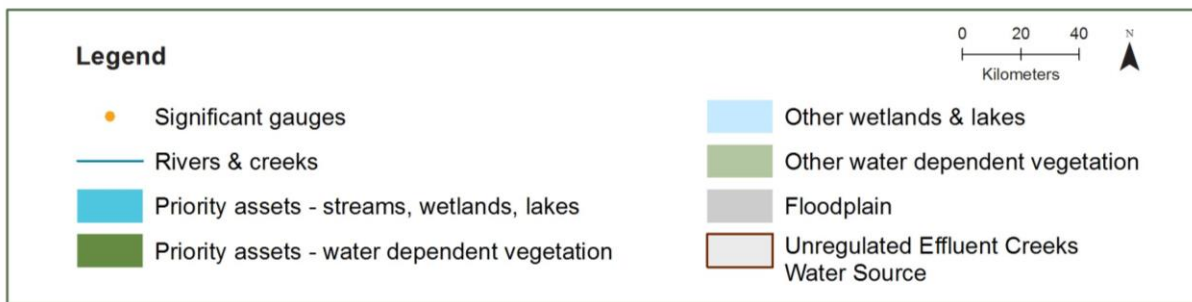 Legend
0 20 40
N
Kilometers
Significant gauges
Rivers & creeks
Priority assets - streams, wetlands, lakes
Priority assets - water dependent vegetation
Other wetlands & lakes
Other water dependent vegetation
Floodplain
Unregulated Effluent Creeks
Water Source